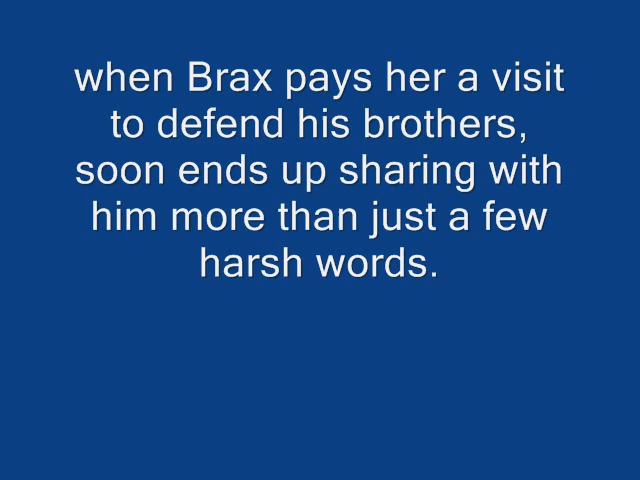 when Brax pays her a visit
to defend his brothers,
soon ends up sharing with
him more than just a few
harsh words.